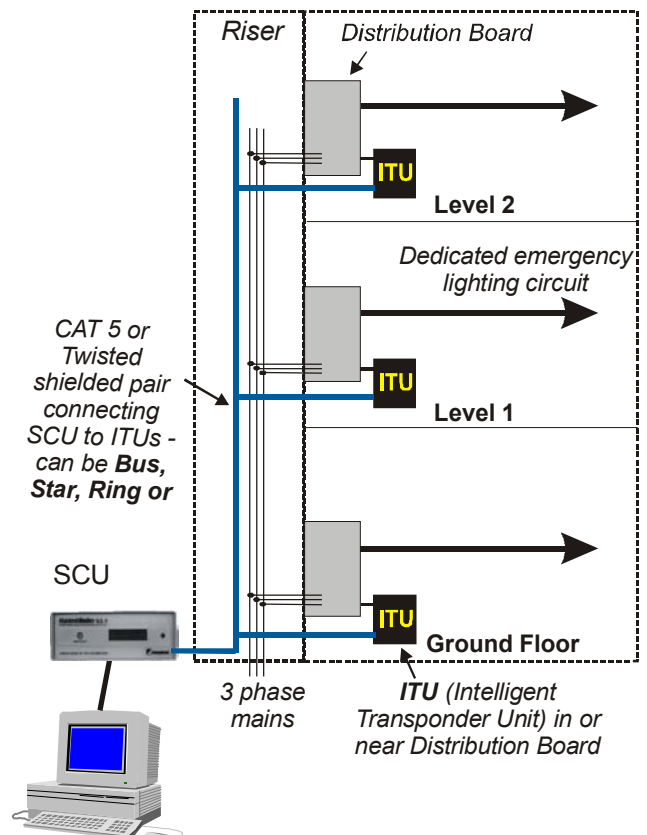 Riser
Distribution Board
ITU
Level 2
Dedicated emergency
lighting circuit
CAT 5 or
Twisted
shielded pair
connecting
SCU to ITUs -
can be Bus,
Star, Ring or
ITU
Level 1
SCU
ITU
Ground Floor
3 phase
mains
ITU (Intelligent
Transponder Unit) in or
near Distribution Board